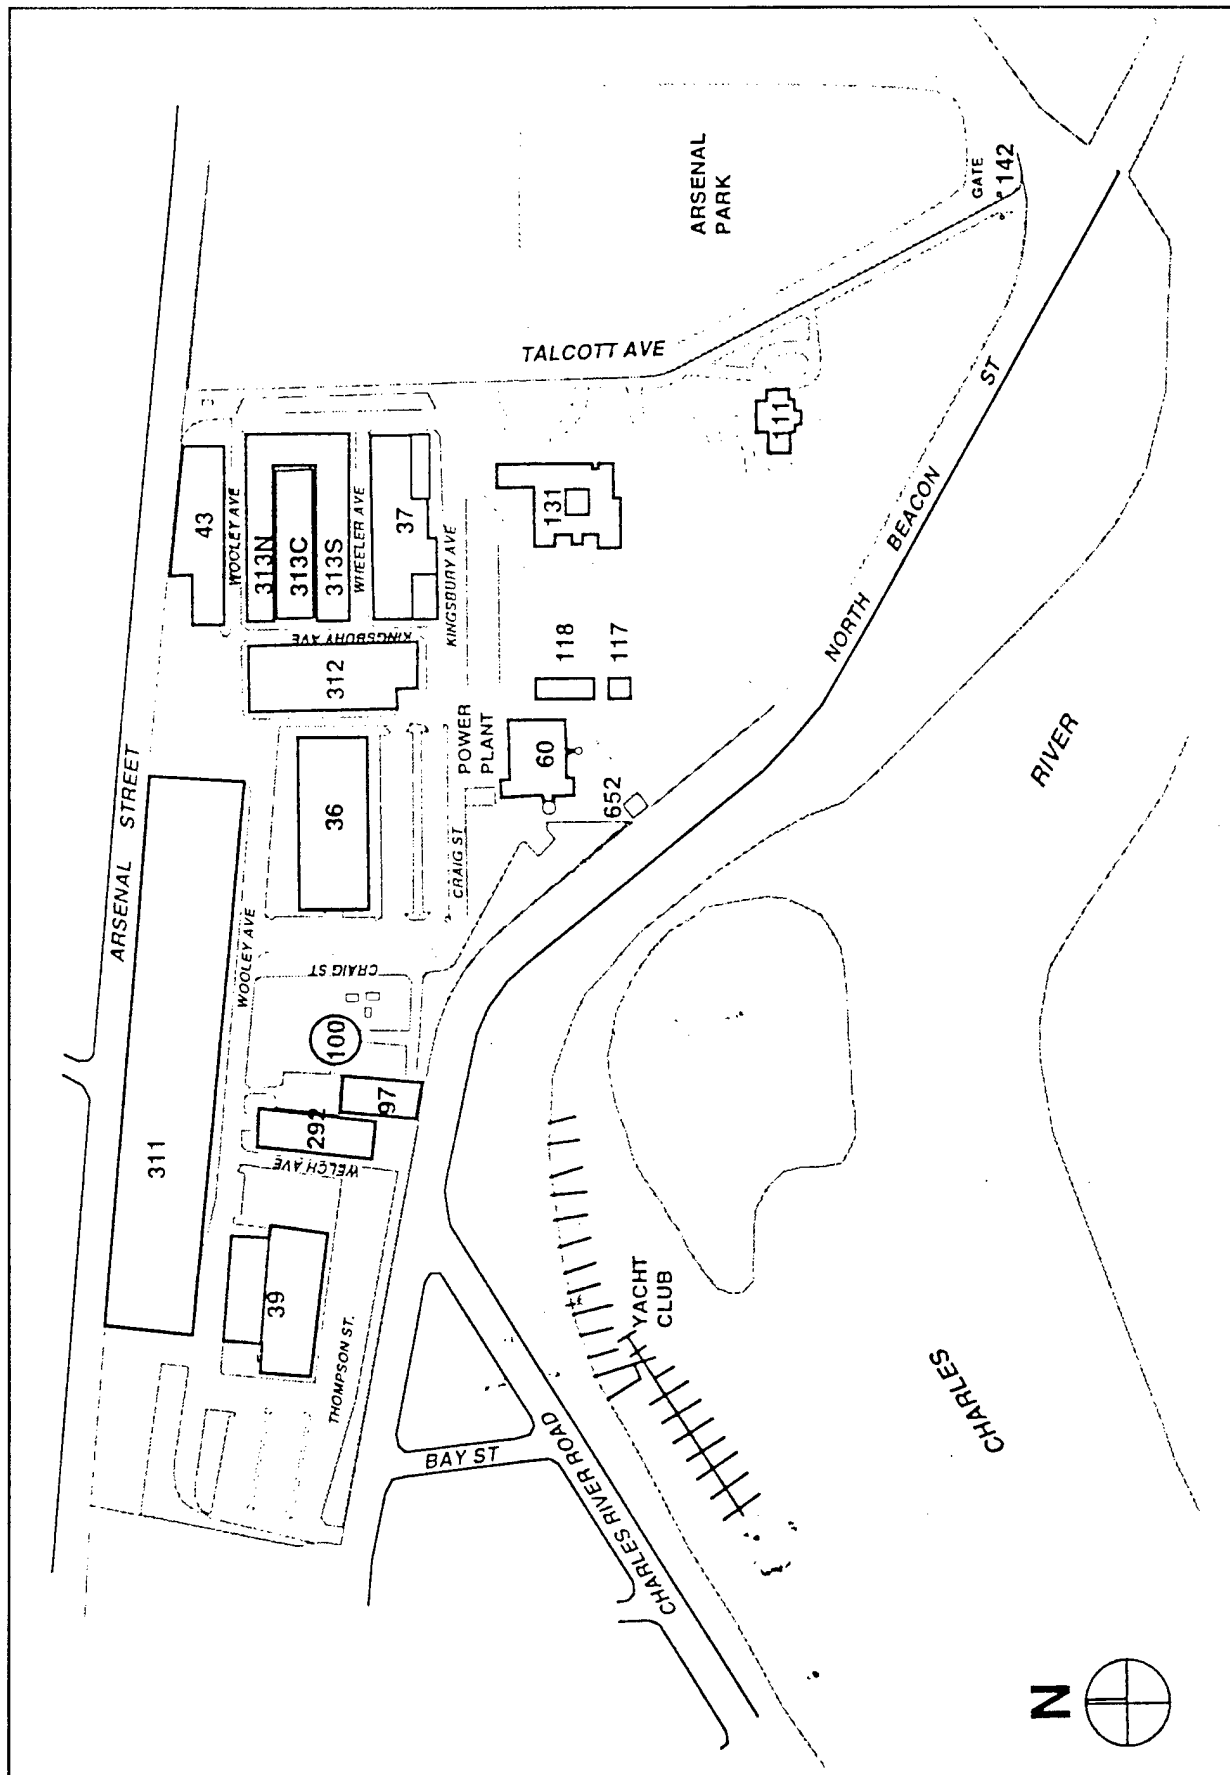 ARSENAL STREET
311
43
WOOLEY AVE
313N
313C
313S
WHEELER AVE
37
KINGSBURY AVE
KINGSBURY AVE
312
36
WOOLEY AVE
CRAIG ST
CRAIG ST
100
292
97
WELCH AVE
39
THOMPSON ST.
POWER
PLANT
60
652
118
117
131
111
TALCOTT AVE
ARSENAL
PARK
GATE
142
NORTH BEACON ST
BAY ST
CHARLES RIVER ROAD
YACHT
CLUB
CHARLES RIVER
N